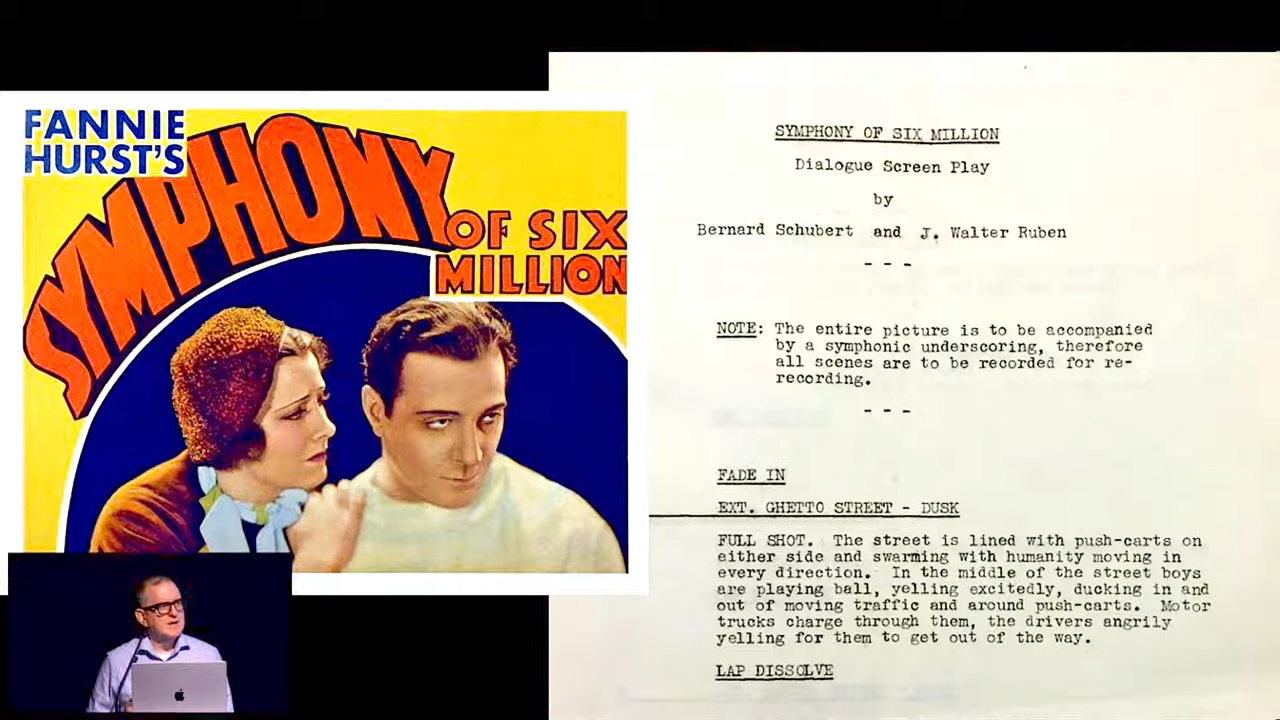 FANNIE
HURST'S
SYMPHONY
OF SIX
MILLION
SYMPHONY OF SIX MILLION
Dialogue Screen Play
by
Bernard Schubert and J. Walter Ruben
- - -
NOTE: The entire picture is to be accompanied
by a symphonic underscoring, therefore
all scenes are to be recorded for re-
recording.
- - -
FADE IN
EXT. GHETTO STREET - DUSK
FULL SHOT. The street is lined with push-carts on
either side and swarming with humanity moving in
every direction. In the middle of the street boys
are playing ball, yelling excitedly, ducking in and
out of moving traffic and around push-carts. Motor
trucks charge through them, the drivers angrily
yelling for them to get out of the way.
LAP DISSOLVE